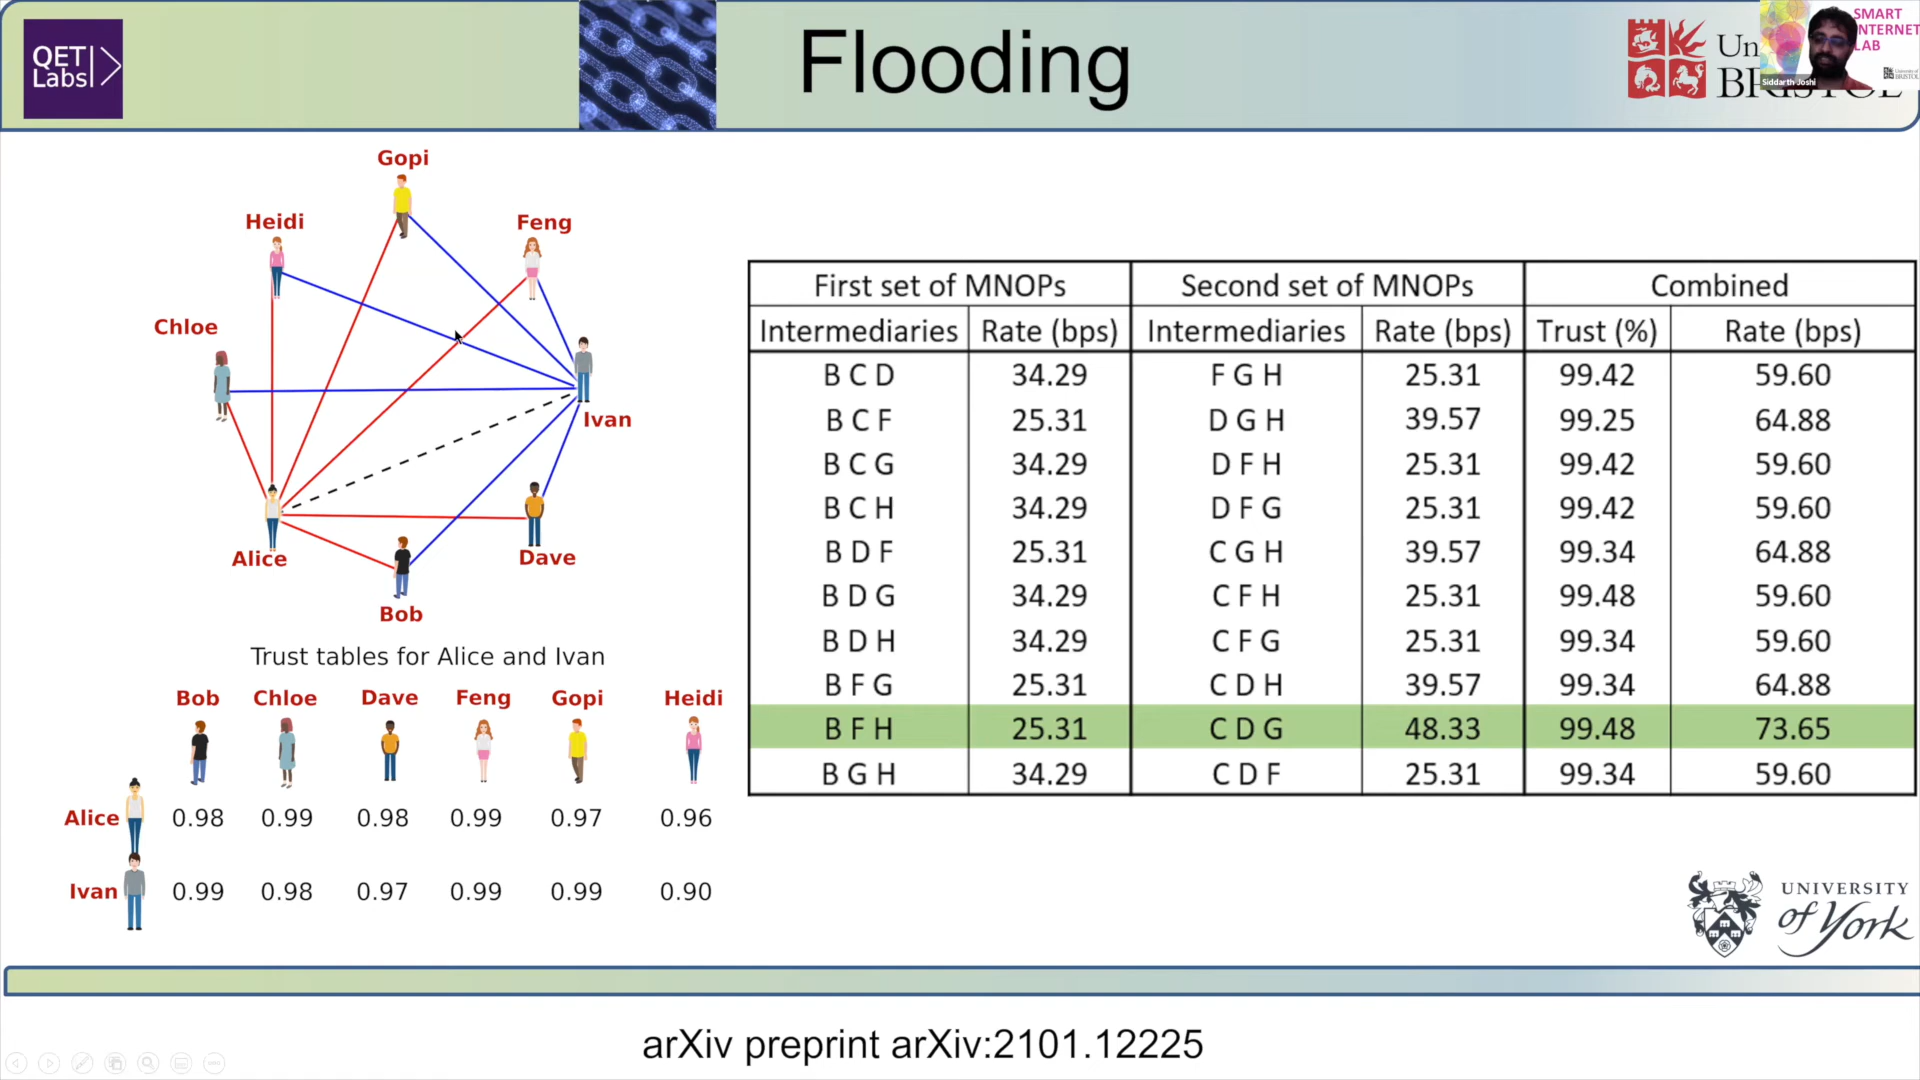 QET
Labs
Flooding
Un
BRISTOL
SMART
INTERNET
LAB
Siddarth Joshi
Gopi
Heidi
Feng
Chloe
Ivan
Alice
Dave
Bob
Trust tables for Alice and Ivan
Bob Chloe Dave Feng Gopi Heidi
Alice 0.98 0.99 0.98 0.99 0.97 0.96
Ivan 0.99 0.98 0.97 0.99 0.99 0.90
First set of MNOPs Second set of MNOPs Combined
Intermediaries Rate (bps) Intermediaries Rate (bps) Trust (%) Rate (bps)
B C D 34.29 F G H 25.31 99.42 59.60
B C F 25.31 D G H 39.57 99.25 64.88
B C G 34.29 D F H 25.31 99.42 59.60
B C H 34.29 D F G 25.31 99.42 59.60
B D F 25.31 C G H 39.57 99.34 64.88
B D G 34.29 C F H 25.31 99.48 59.60
B D H 34.29 C F G 25.31 99.34 59.60
B F G 25.31 C D H 39.57 99.34 64.88
B F H 25.31 C D G 48.33 99.48 73.65
B G H 34.29 C D F 25.31 99.34 59.60
UNIVERSITY
of York
arXiv preprint arXiv:2101.12225